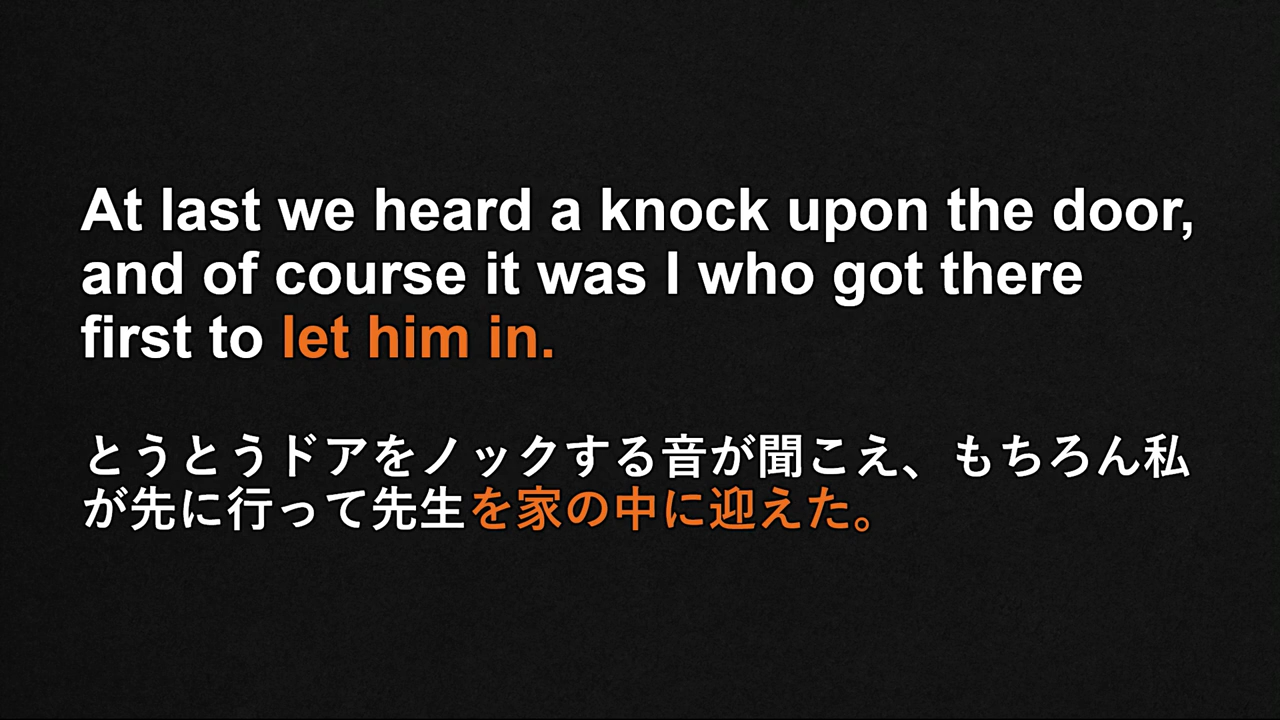 At last we heard a knock upon the door,
and of course it was I who got there
first to let him in.
とうとうドアをノックする音が聞こえ、もちろん私
が先に行って先生を家の中に迎えた。